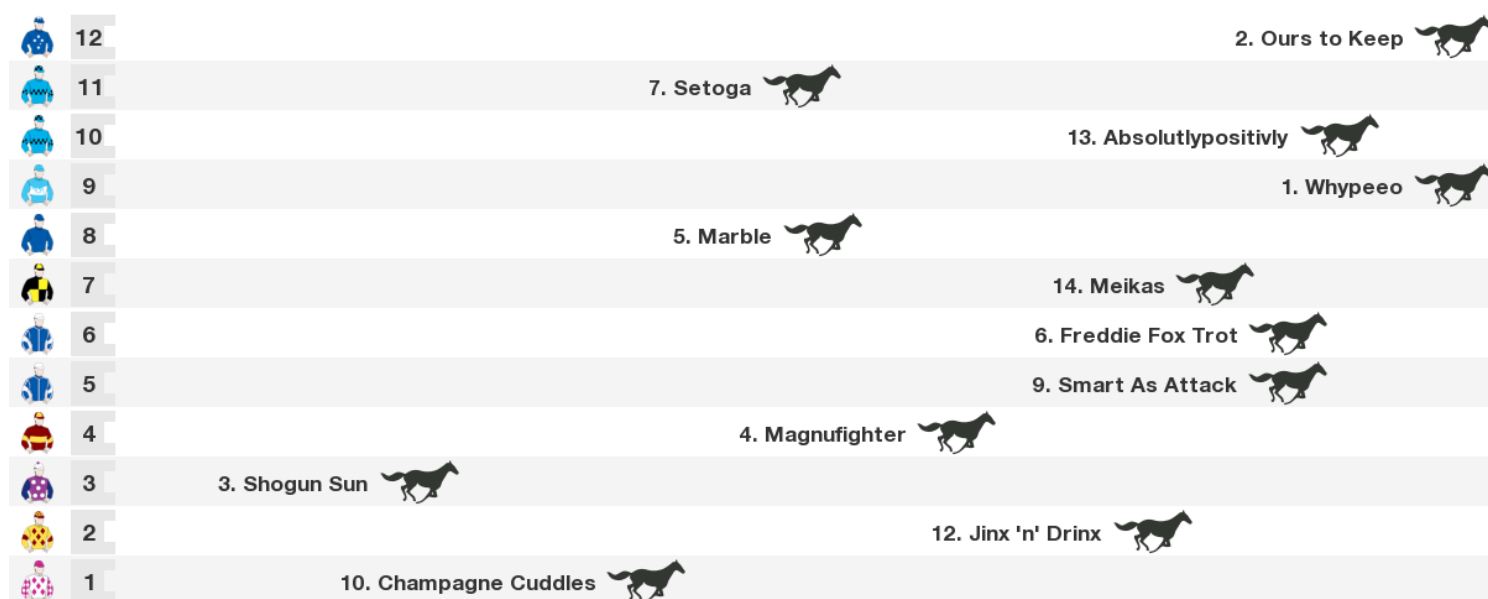 12 2. Ours to Keep
11 7. Setoga
10 13. Absolutlypositivly
9 1. Whypeeo
8 5. Marble
7 14. Meikas
6 6. Freddie Fox Trot
5 9. Smart As Attack
4 4. Magnufighter
3 3. Shogun Sun
2 12. Jinx 'n' Drinx
1 10. Champagne Cuddles